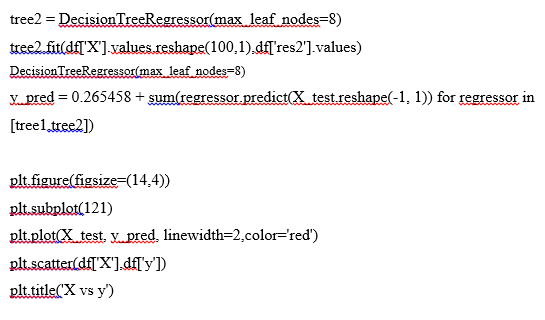 tree2 = DecisionTreeRegressor(max_leaf_nodes=8)
tree2.fit(df['X'].values.reshape(100,1),df['res2'].values)
DecisionTreeRegressor(max_leaf_nodes=8)
y_pred = 0.265458 + sum(regressor.predict(X_test.reshape(-1, 1)) for regressor in
[tree1,tree2])
plt.figure(figsize=(14,4))
plt.subplot(121)
plt.plot(X_test, y_pred, linewidth=2,color='red')
plt.scatter(df['X'],df['y'])
plt.title('X vs y')